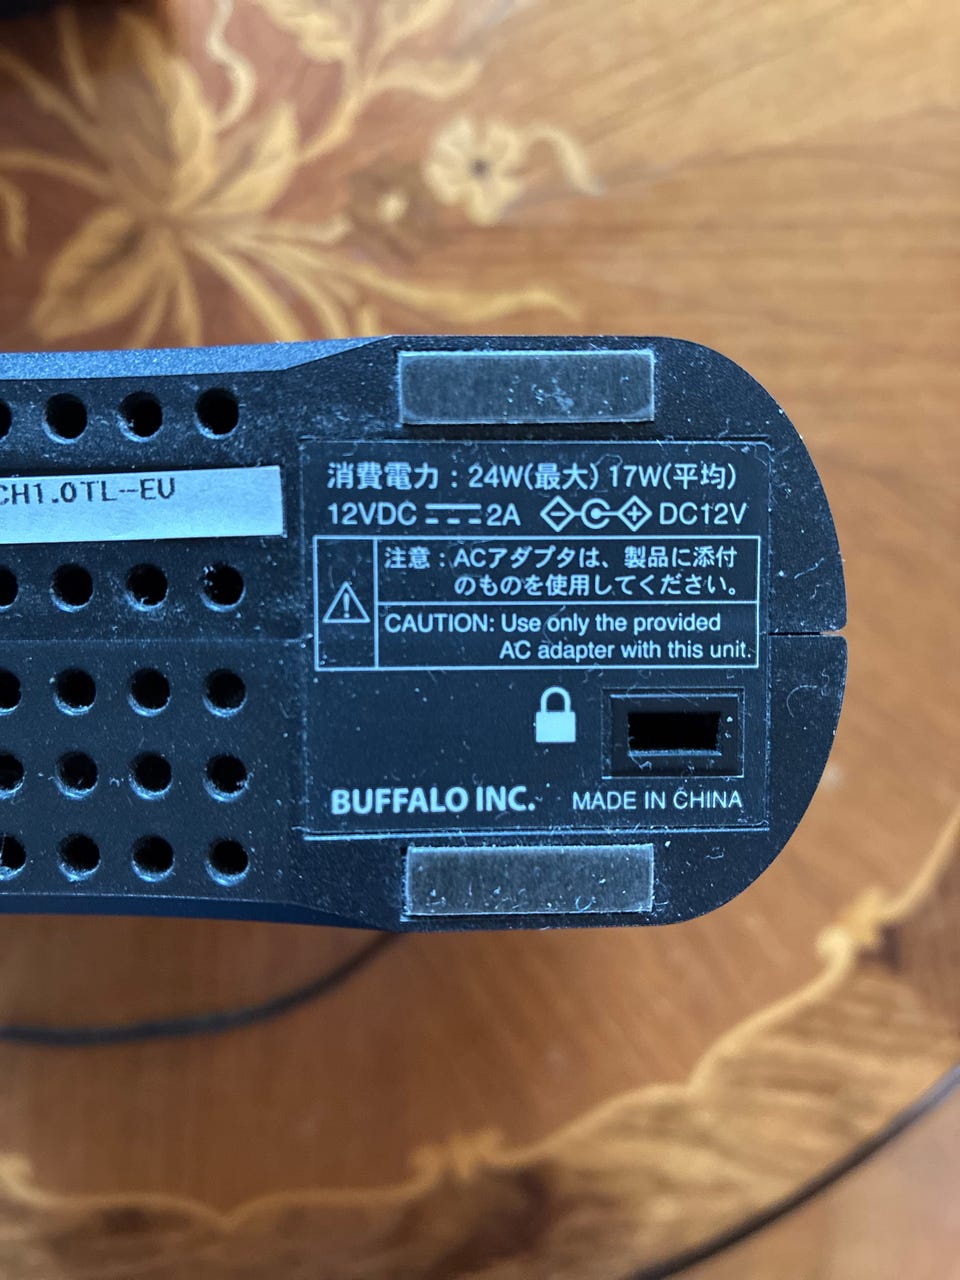 CH1.0TL-EU
消費電力：24W(最大) 17W(平均)
12VDC 2A DC12V
注意：ACアダプタは、製品に添付
のものを使用してください。
CAUTION: Use only the provided
AC adapter with this unit.
BUFFALO INC. MADE IN CHINA